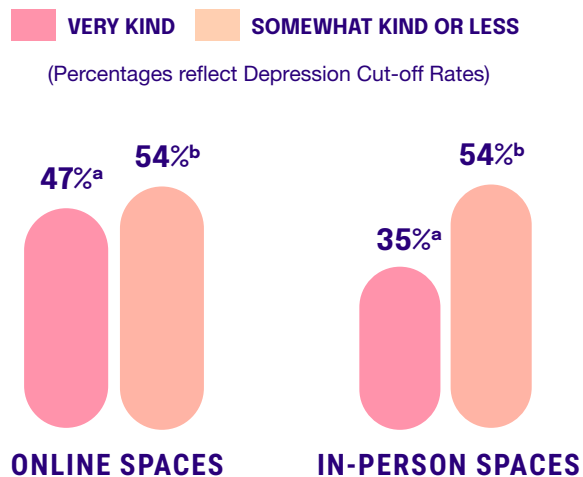 VERY KIND SOMEWHAT KIND OR LESS
(Percentages reflect Depression Cut-off Rates)
47%ᵃ 54%ᵇ
35%ᵃ 54%ᵇ
ONLINE SPACES IN-PERSON SPACES